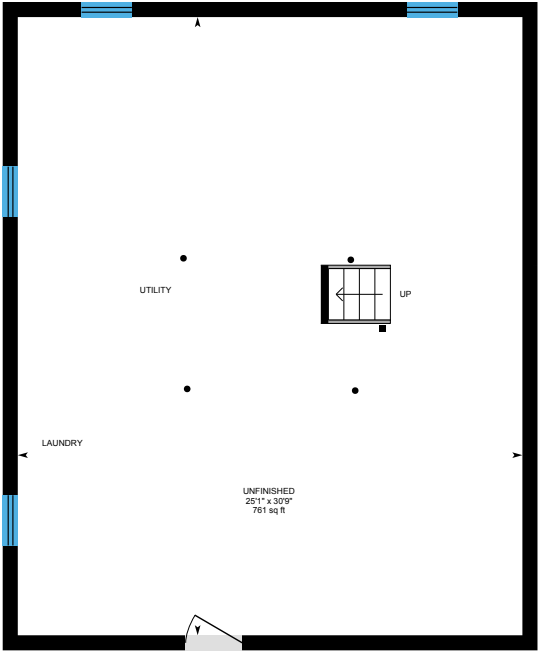 UTILITY
UP
LAUNDRY
UNFINISHED
25'1" x 30'9"
761 sq ft